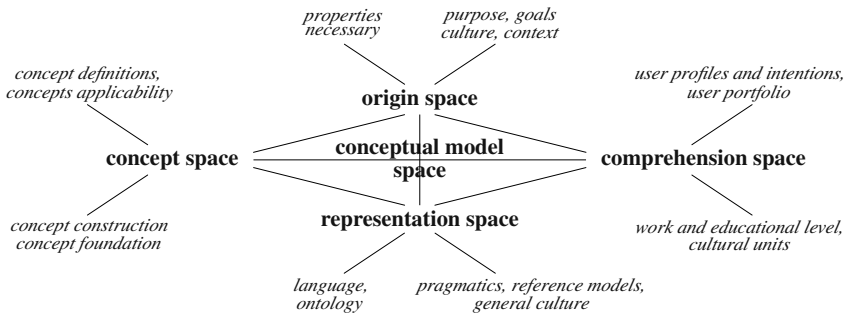 properties
necessary
purpose, goals
culture, context
concept definitions,
concepts applicability
user profiles and intentions,
user portfolio
origin space
conceptual model
space
concept space
comprehension space
concept construction
concept foundation
representation space
work and educational level,
cultural units
language,
ontology
pragmatics, reference models,
general culture